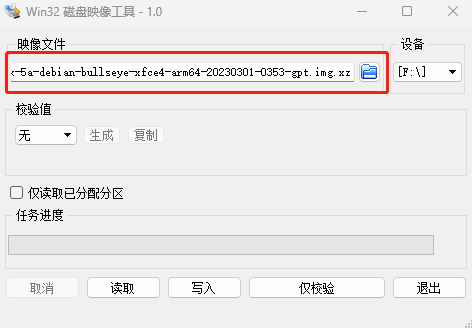 Win32 磁盘映像工具 - 1.0
映像文件
设备
-5a-debian-bullseye-xfce4-arm64-20230301-0353-gpt.img.xz
[F:\]
校验值
无
生成
复制
仅读取已分配分区
任务进度
取消
读取
写入
仅校验
退出